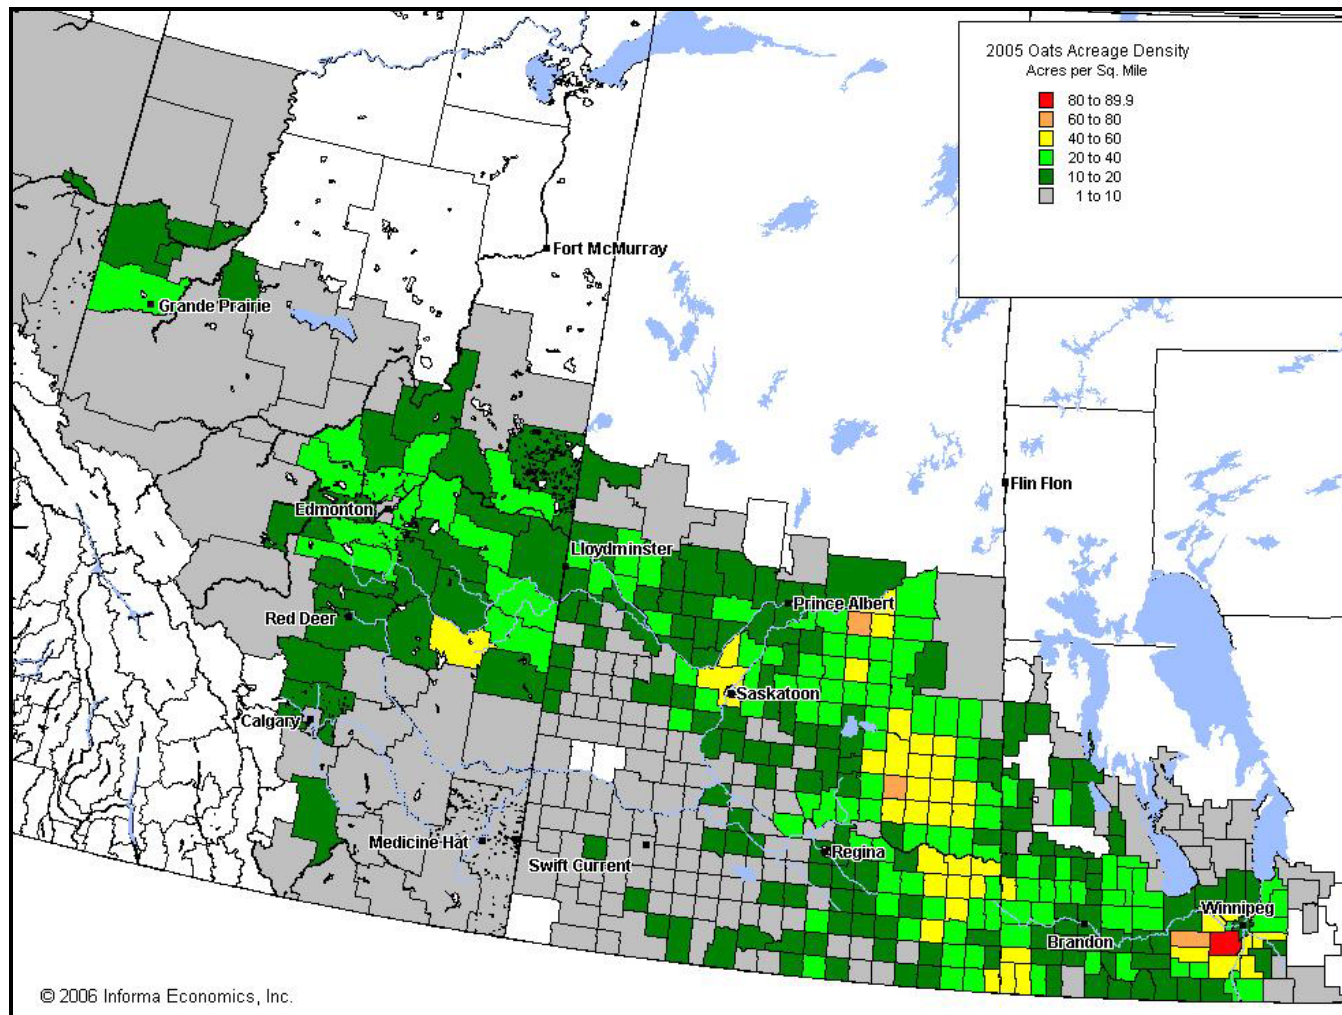 2005 Oats Acreage Density
Acres per Sq. Mile
80 to 89.9
60 to 80
40 to 60
20 to 40
10 to 20
1 to 10
Fort McMurray
Grande Prairie
Flin Flon
Edmonton
Lloydminster
Prince Albert
Red Deer
Saskatoon
Calgary
Medicine Hat
Swift Current
Regina
Winnipeg
Brandon
© 2006 Informa Economics, Inc.